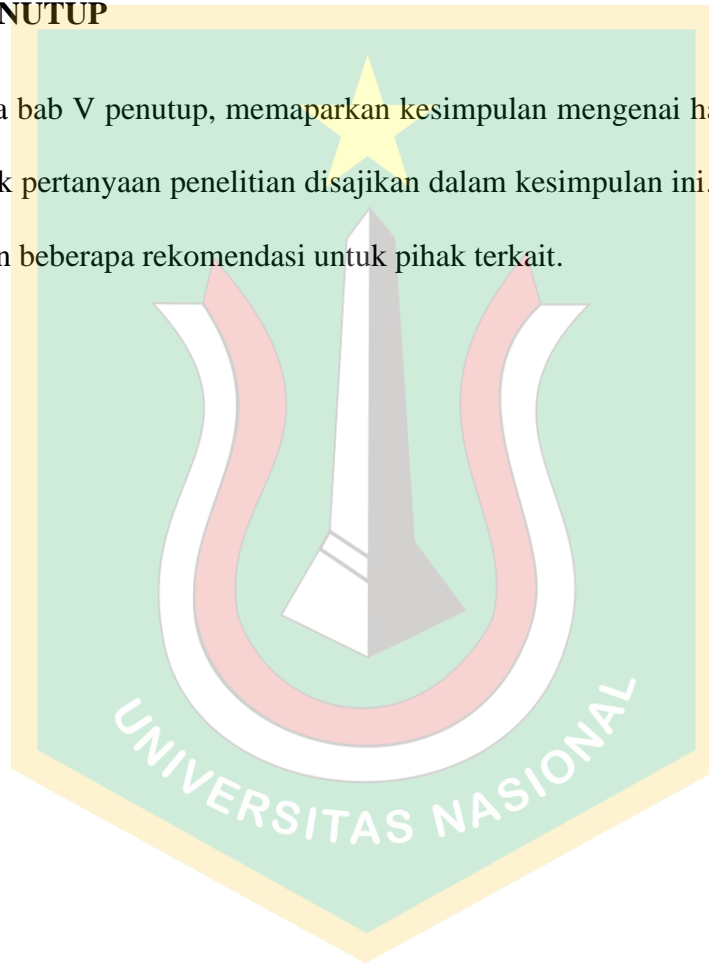 NUTUP
a bab V penutup, memaparkan kesimpulan mengenai ha
k pertanyaan penelitian disajikan dalam kesimpulan ini.
n beberapa rekomendasi untuk pihak terkait.
UNIVERSITAS NASIONAL